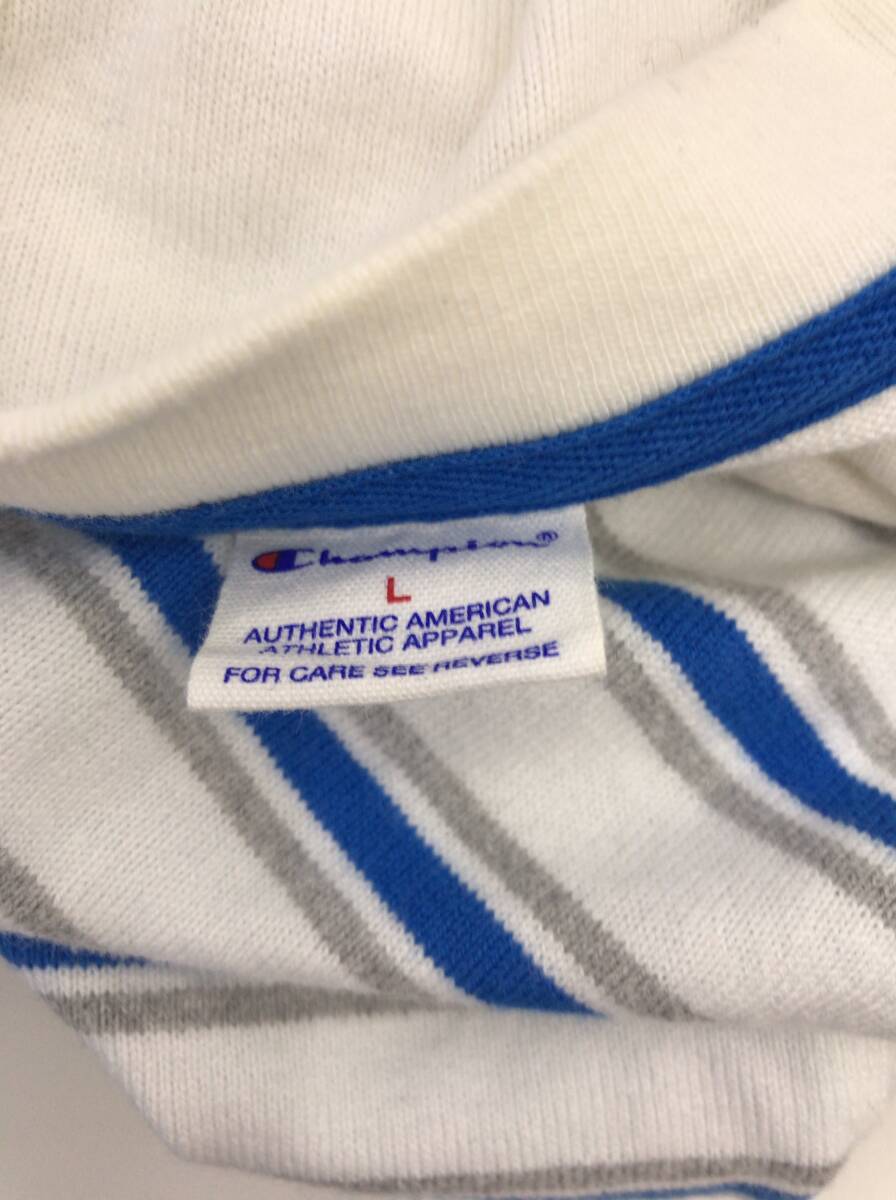 Champion®
L
AUTHENTIC AMERICAN
ATHLETIC APPAREL
FOR CARE SEE REVERSE